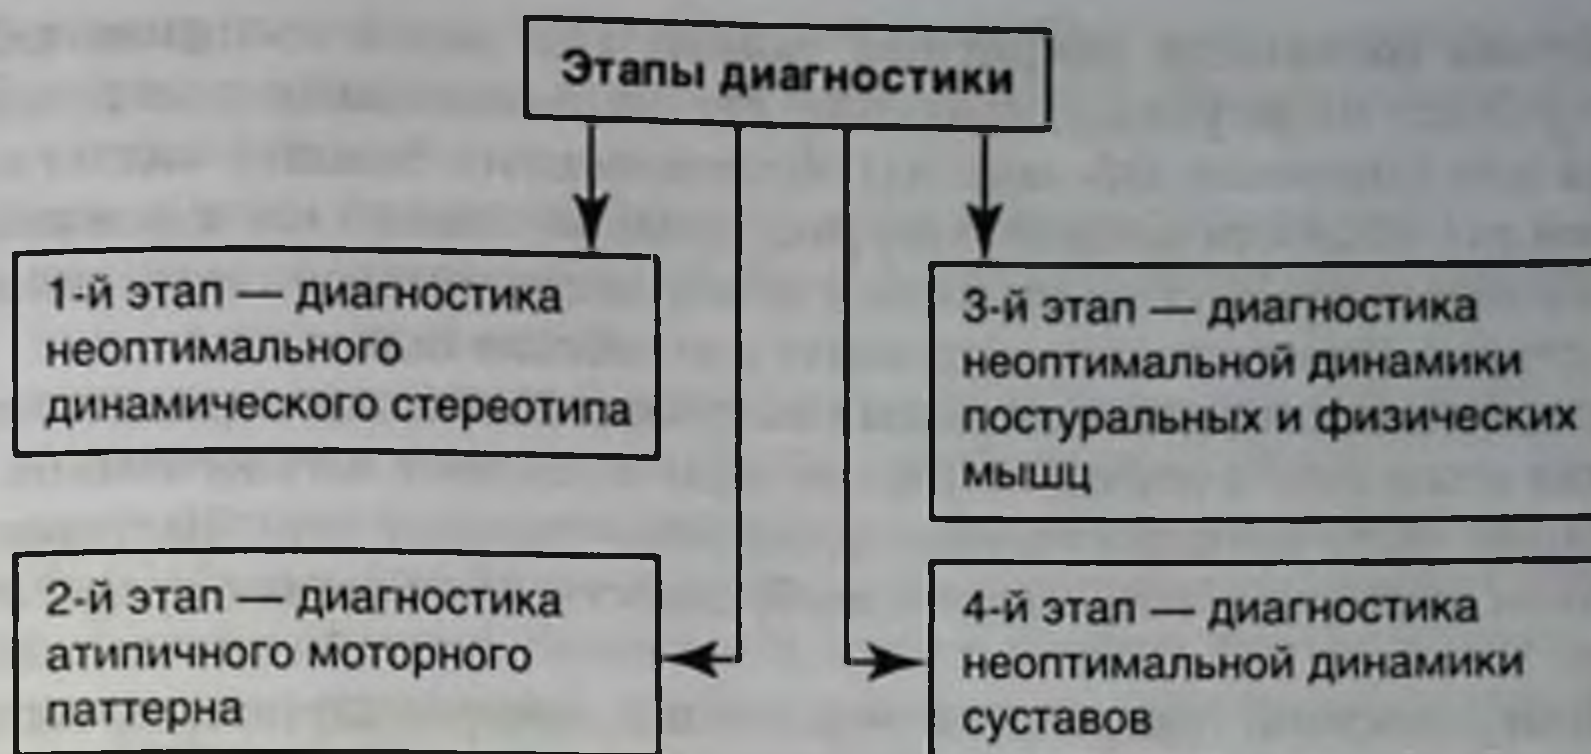 Этапы диагностики
1-й этап — диагностика
неоптимального
динамического стереотипа
2-й этап — диагностика
атипичного моторного
паттерна
3-й этап — диагностика
неоптимальной динамики
постуральных и физических
мышц
4-й этап — диагностика
неоптимальной динамики
суставов